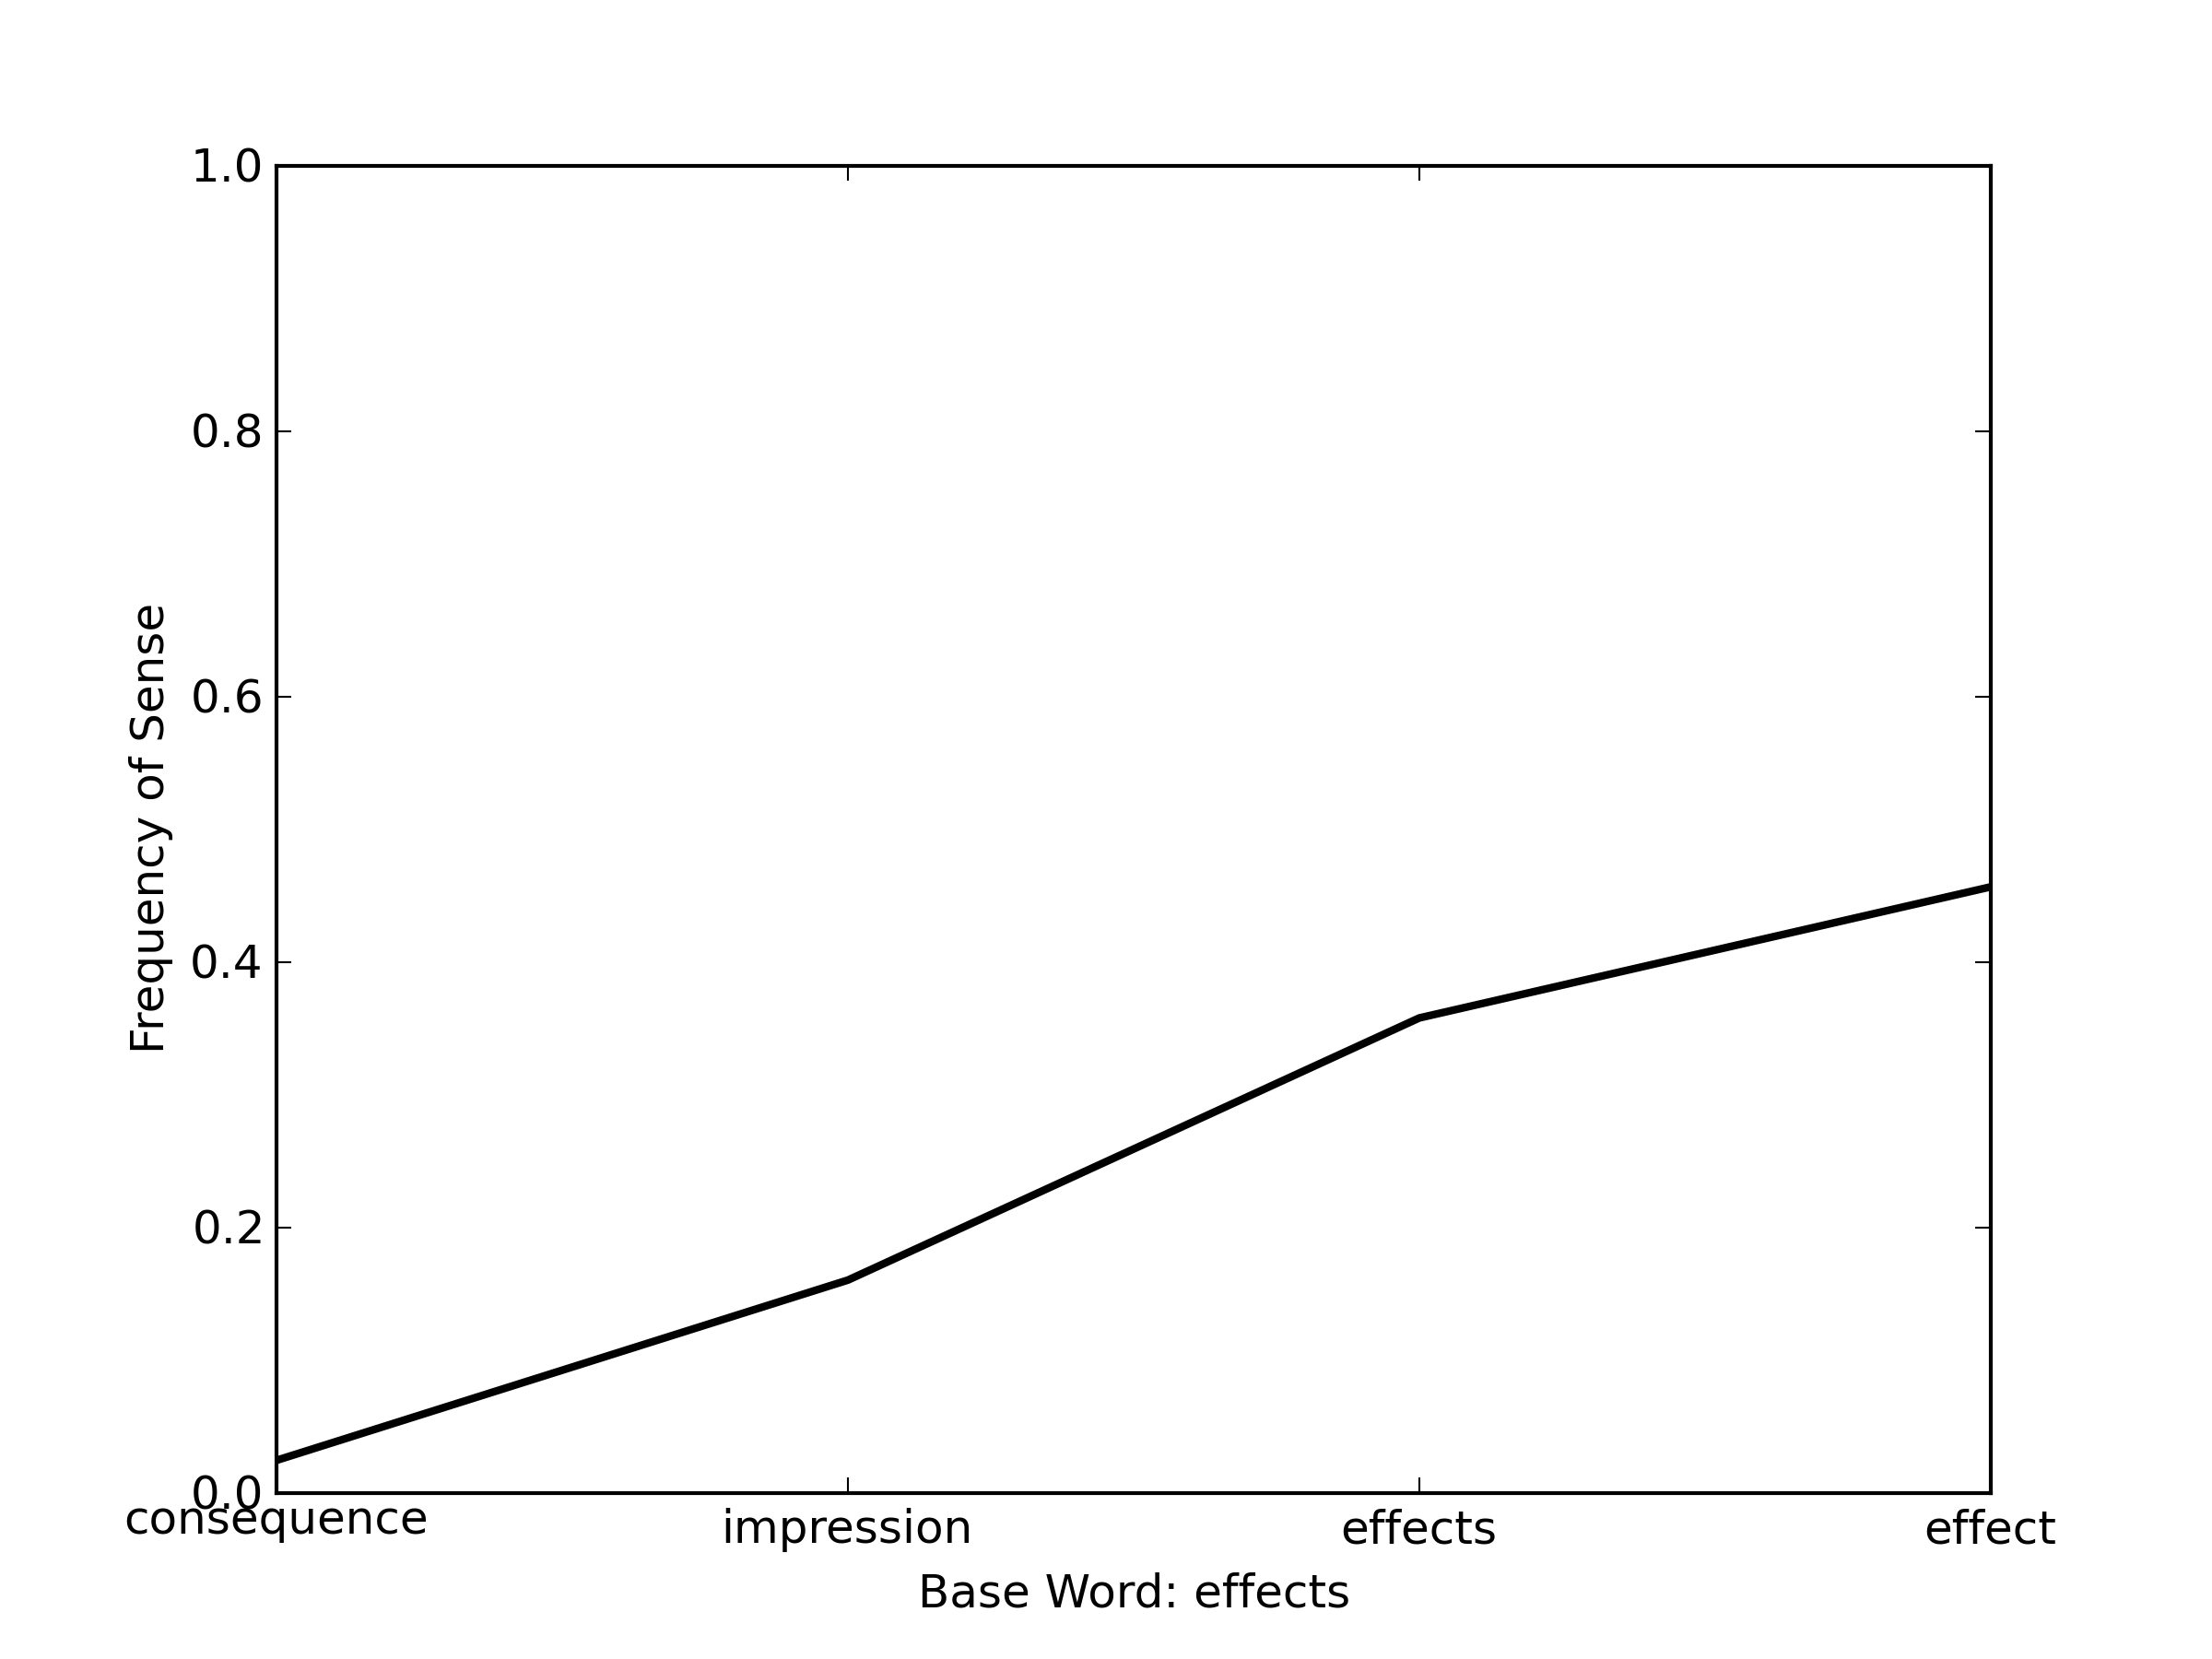 1.0
0.8
0.6
0.4
0.2
0.0
Frequency of Sense
consequence
impression
effects
effect
Base Word: effects